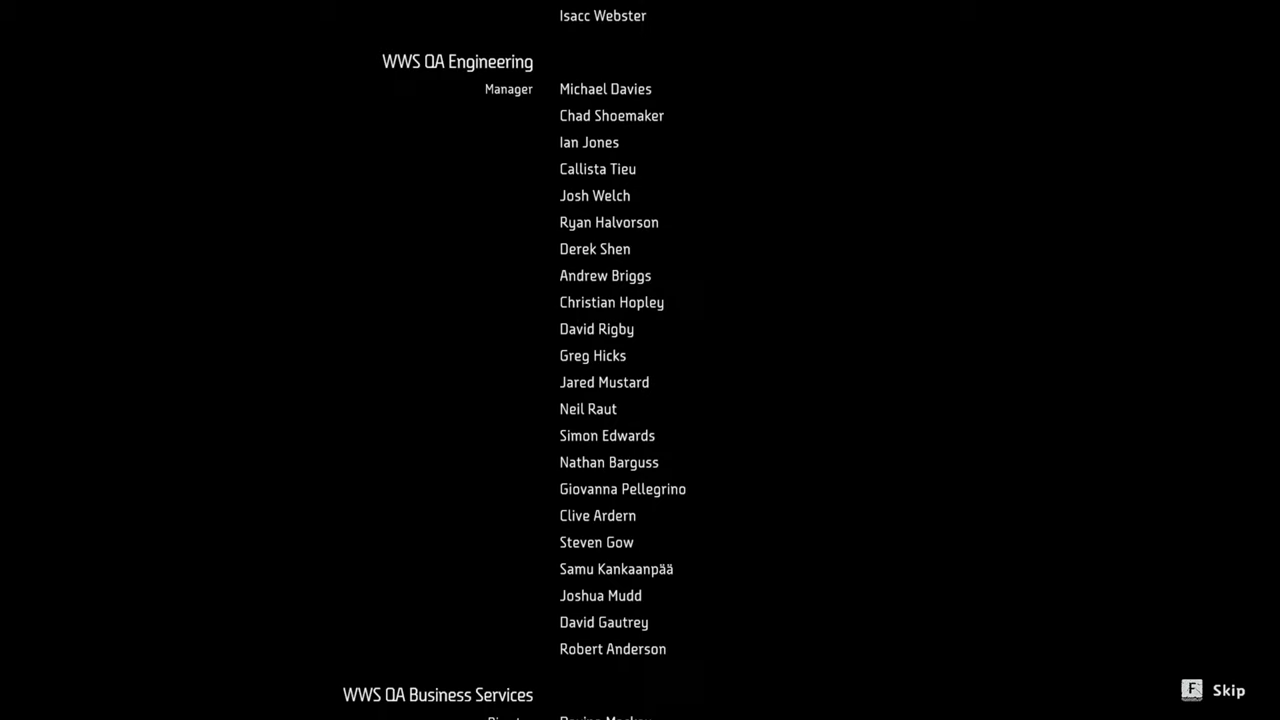 Isacc Webster
WWS QA Engineering
Manager Michael Davies
Chad Shoemaker
Ian Jones
Callista Tieu
Josh Welch
Ryan Halvorson
Derek Shen
Andrew Briggs
Christian Hopley
David Rigby
Greg Hicks
Jared Mustard
Neil Raut
Simon Edwards
Nathan Barguss
Giovanna Pellegrino
Clive Ardern
Steven Gow
Samu Kankaanpää
Joshua Mudd
David Gautrey
Robert Anderson
WWS QA Business Services
F Skip